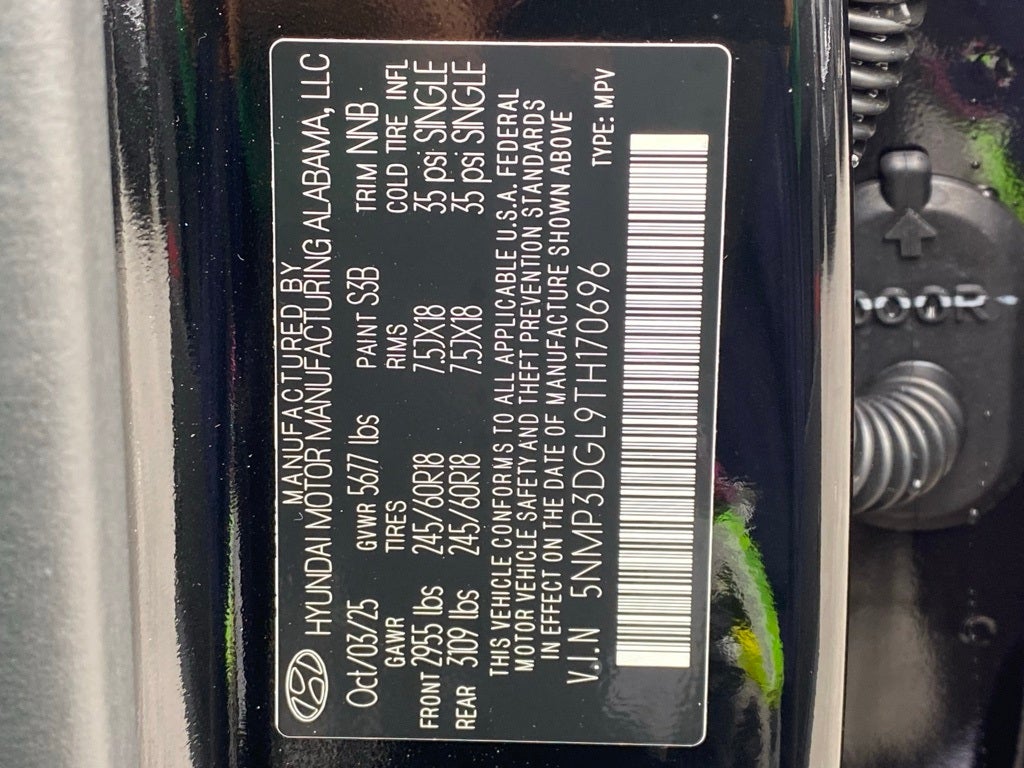 MANUFACTURED BY
HYUNDAI MOTOR MANUFACTURING ALABAMA, LLC
Oct/03/25 GWR 5677 lbs PAINT S3B TRIM NNB
GAWR TIRES RIMS COLD TIRE INFL
FRONT 2955 lbs 245/60R18 7.5JX18 35 psi SINGLE
REAR 3109 lbs 245/60R18 7.5JX18 35 psi SINGLE
THIS VEHICLE CONFORMS TO ALL APPLICABLE U.S.A. FEDERAL
MOTOR VEHICLE SAFETY AND THEFT PREVENTION STANDARDS
IN EFFECT ON THE DATE OF MANUFACTURE SHOWN ABOVE
V.I.N 5NMP3DGL9TH170696 TYPE: MPV
DOOR